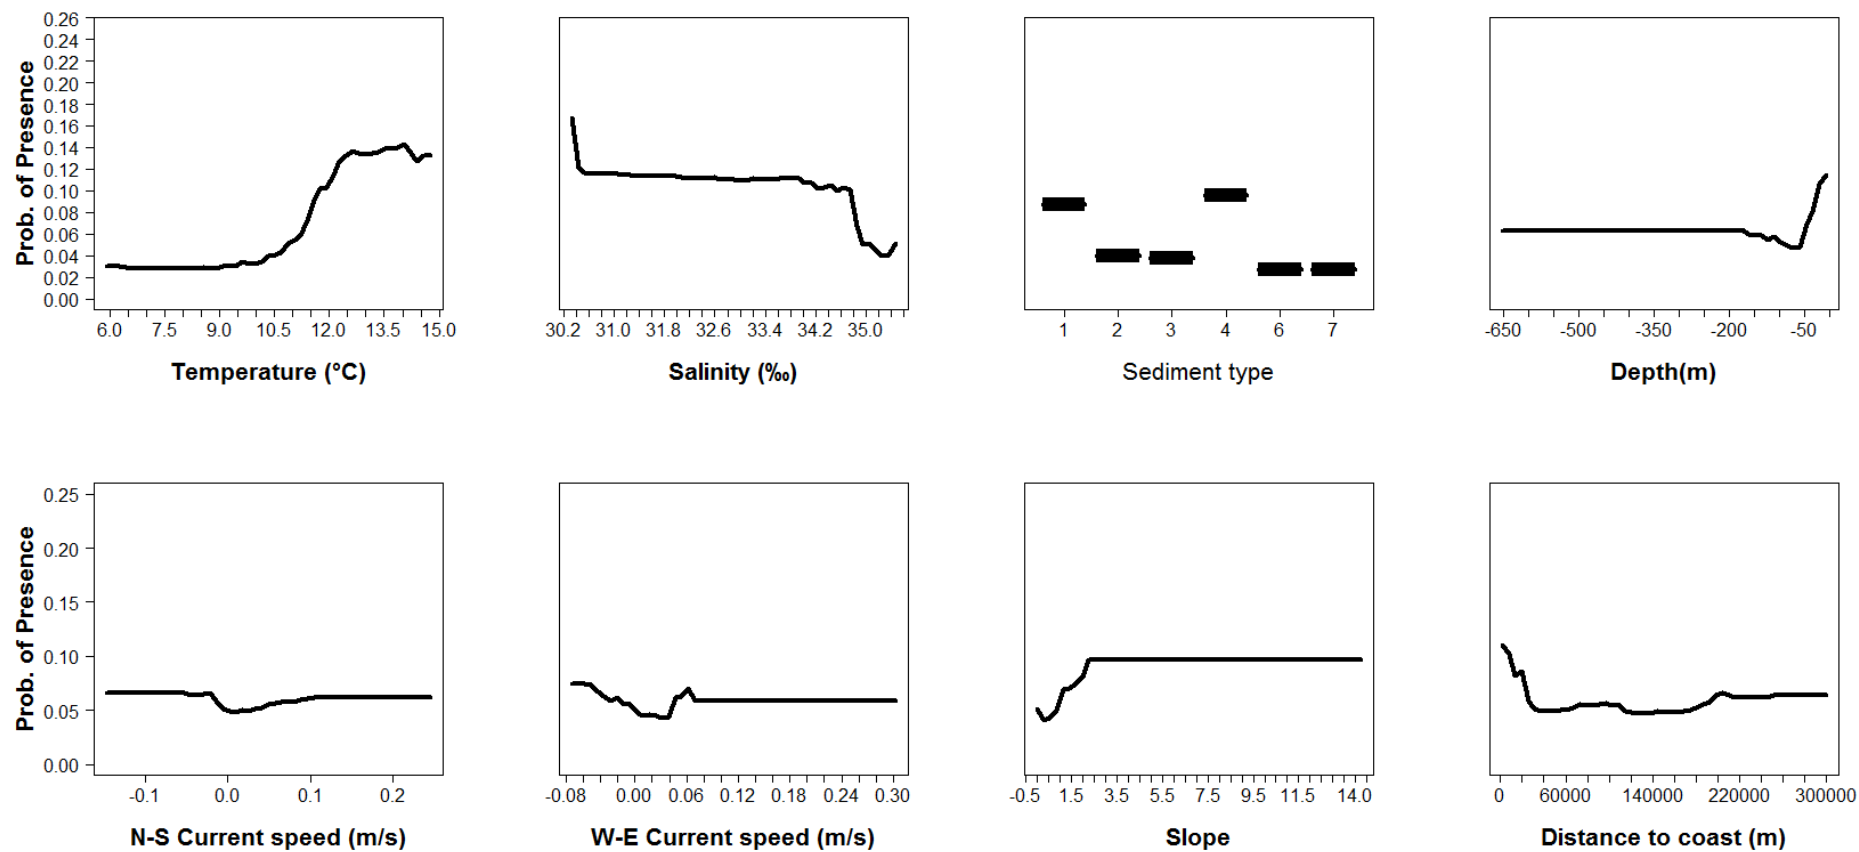 Prob. of Presence
0.26
0.24
0.22
0.20
0.18
0.16
0.14
0.12
0.10
0.08
0.06
0.04
0.02
0.00
6.0 7.5 9.0 10.5 12.0 13.5 15.0
Temperature (°C)
30.2 31.0 31.8 32.6 33.4 34.2 35.0
Salinity (‰)
1 2 3 4 6 7
Sediment type
-650 -500 -350 -200 -50
Depth(m)
Prob. of Presence
0.25
0.20
0.15
0.10
0.05
0.00
-0.1 0.0 0.1 0.2
N-S Current speed (m/s)
-0.08 0.00 0.06 0.12 0.18 0.24 0.30
W-E Current speed (m/s)
-0.5 1.5 3.5 5.5 7.5 9.5 11.5 14.0
Slope
0 60000 140000 220000 300000
Distance to coast (m)